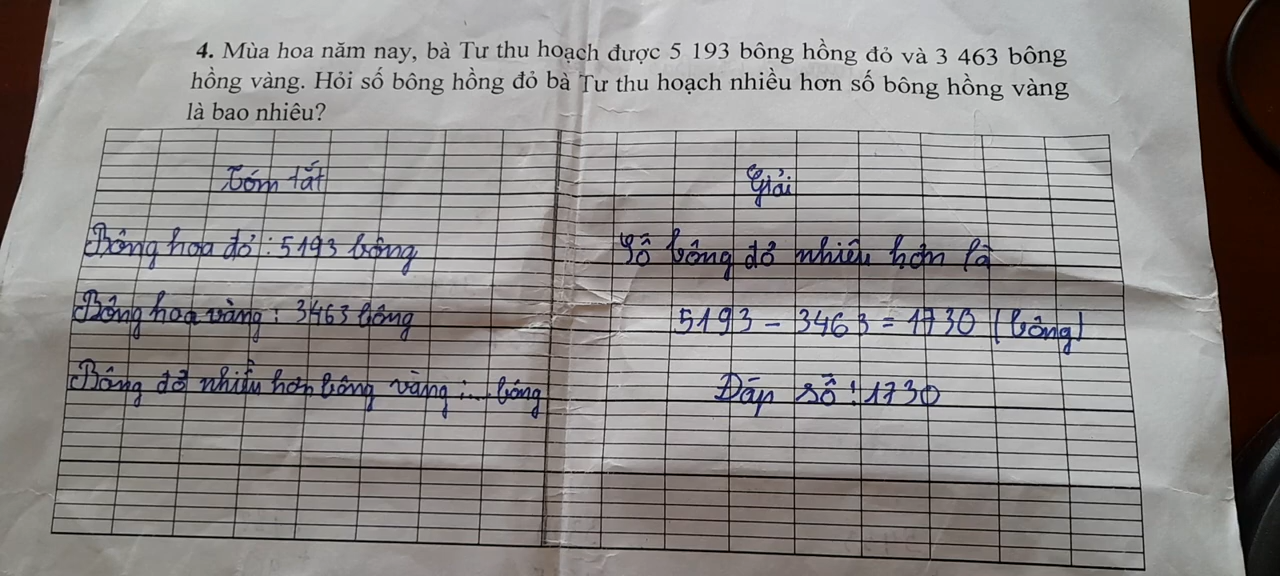 4. Mùa hoa năm nay, bà Tư thu hoạch được 5 193 bông hồng đỏ và 3 463 bông
hồng vàng. Hỏi số bông hồng đỏ bà Tư thu hoạch nhiều hơn số bông hồng vàng
là bao nhiêu?
Tóm tắt
Bông hoa đỏ : 5193 bông
Bông hoa vàng : 3463 bông
Bông đỏ nhiều hơn bông vàng :... bông
Giải
Số bông đỏ nhiều hơn là
5193 - 3463 = 1730 (bông)
Đáp số : 1730